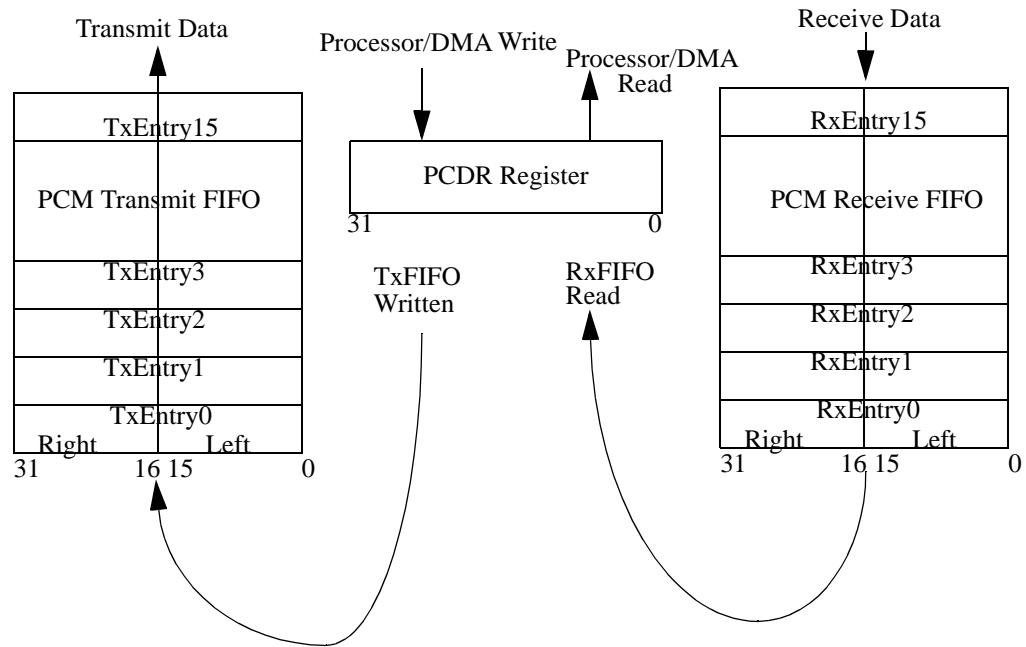 Transmit Data
TxEntry15
PCM Transmit FIFO
TxEntry3
TxEntry2
TxEntry1
TxEntry0
Right Left
31 16 15 0
Processor/DMA Write
Processor/DMA
Read
PCDR Register
31 0
TxFIFO
Written
RxFIFO
Read
Receive Data
RxEntry15
PCM Receive FIFO
RxEntry3
RxEntry2
RxEntry1
RxEntry0
Right Left
31 16 15 0